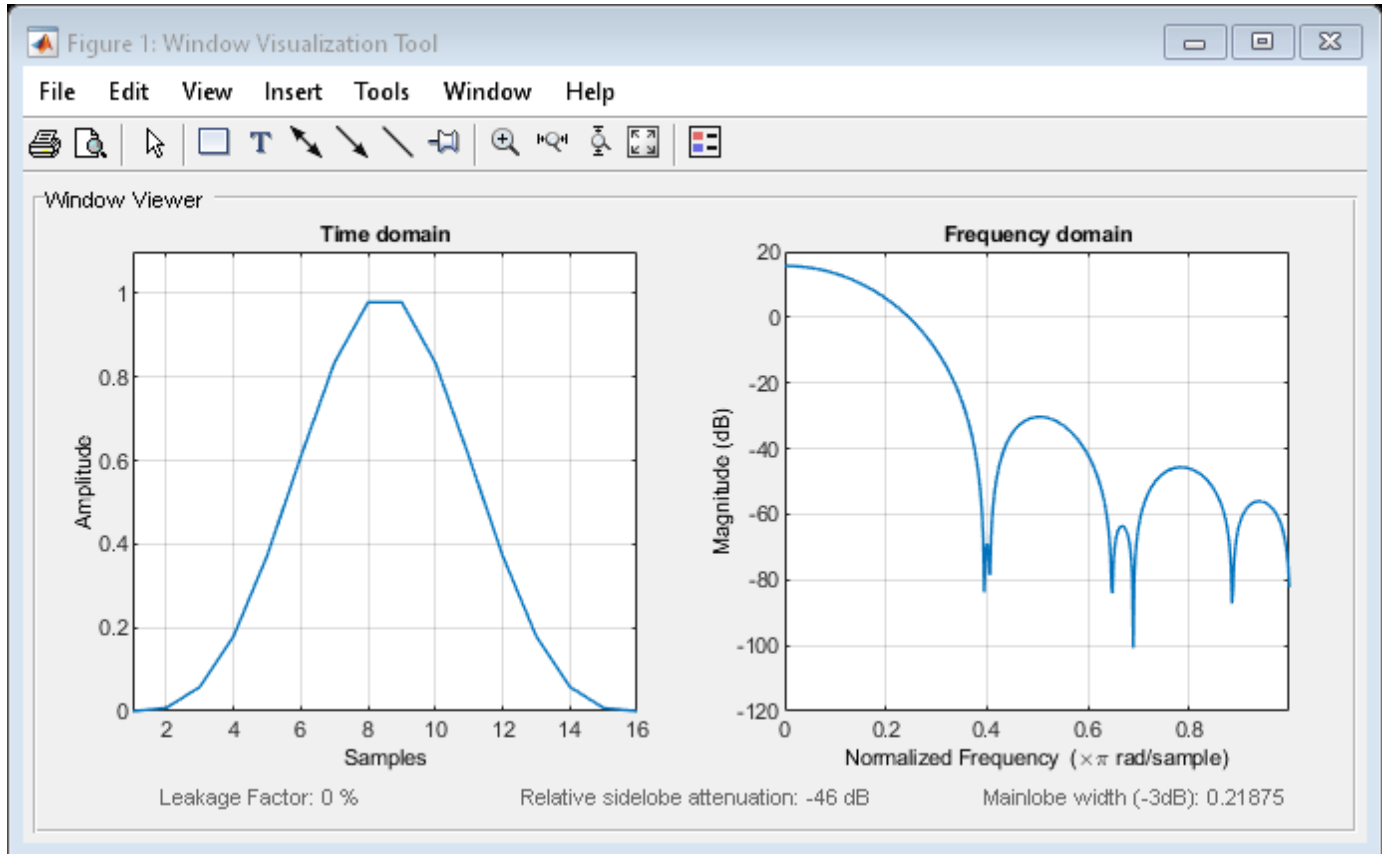 Figure 1: Window Visualization Tool
File Edit View Insert Tools Window Help
T
Window Viewer
Time domain
1
0.8
0.6
0.4
0.2
0
Amplitude
2 4 6 8 10 12 14 16
Samples
Frequency domain
20
0
-20
-40
-60
-80
-100
-120
Magnitude (dB)
0 0.2 0.4 0.6 0.8
Normalized Frequency (×π rad/sample)
Leakage Factor: 0 % Relative sidelobe attenuation: -46 dB Mainlobe width (-3dB): 0.21875